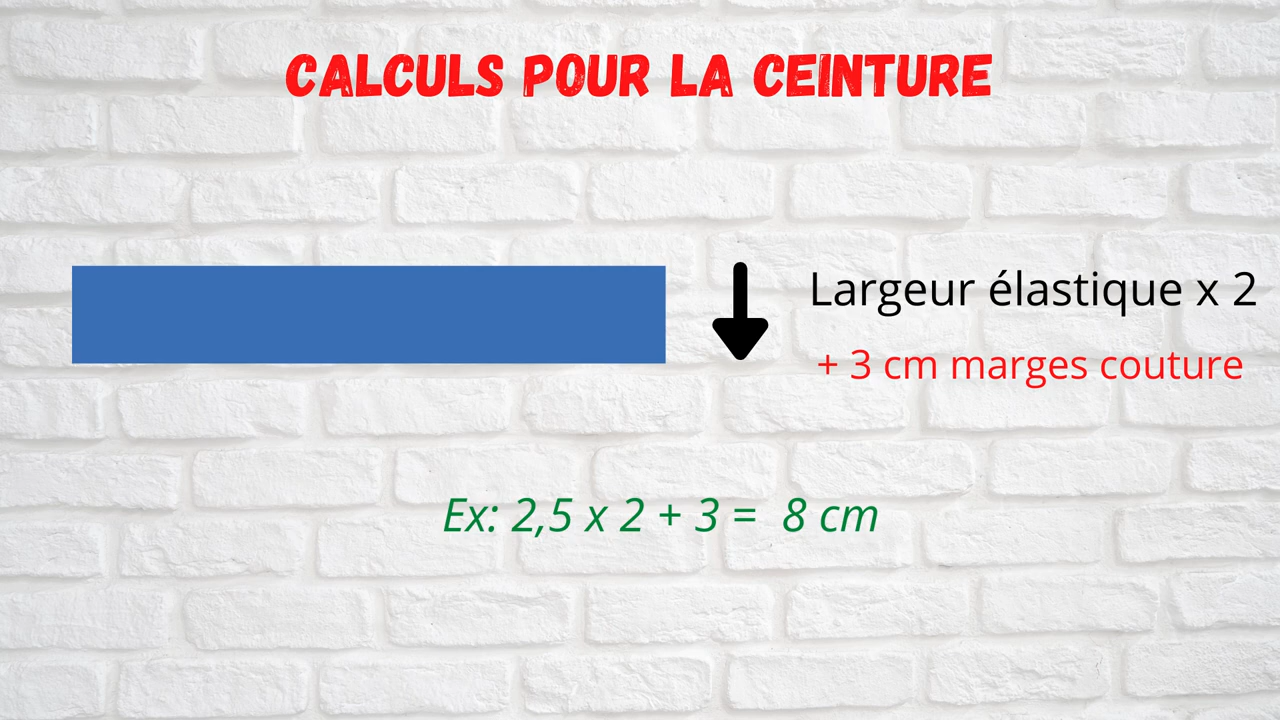 CALCULS POUR LA CEINTURE
Largeur élastique x 2
+ 3 cm marges couture
Ex: 2,5 x 2 + 3 = 8 cm